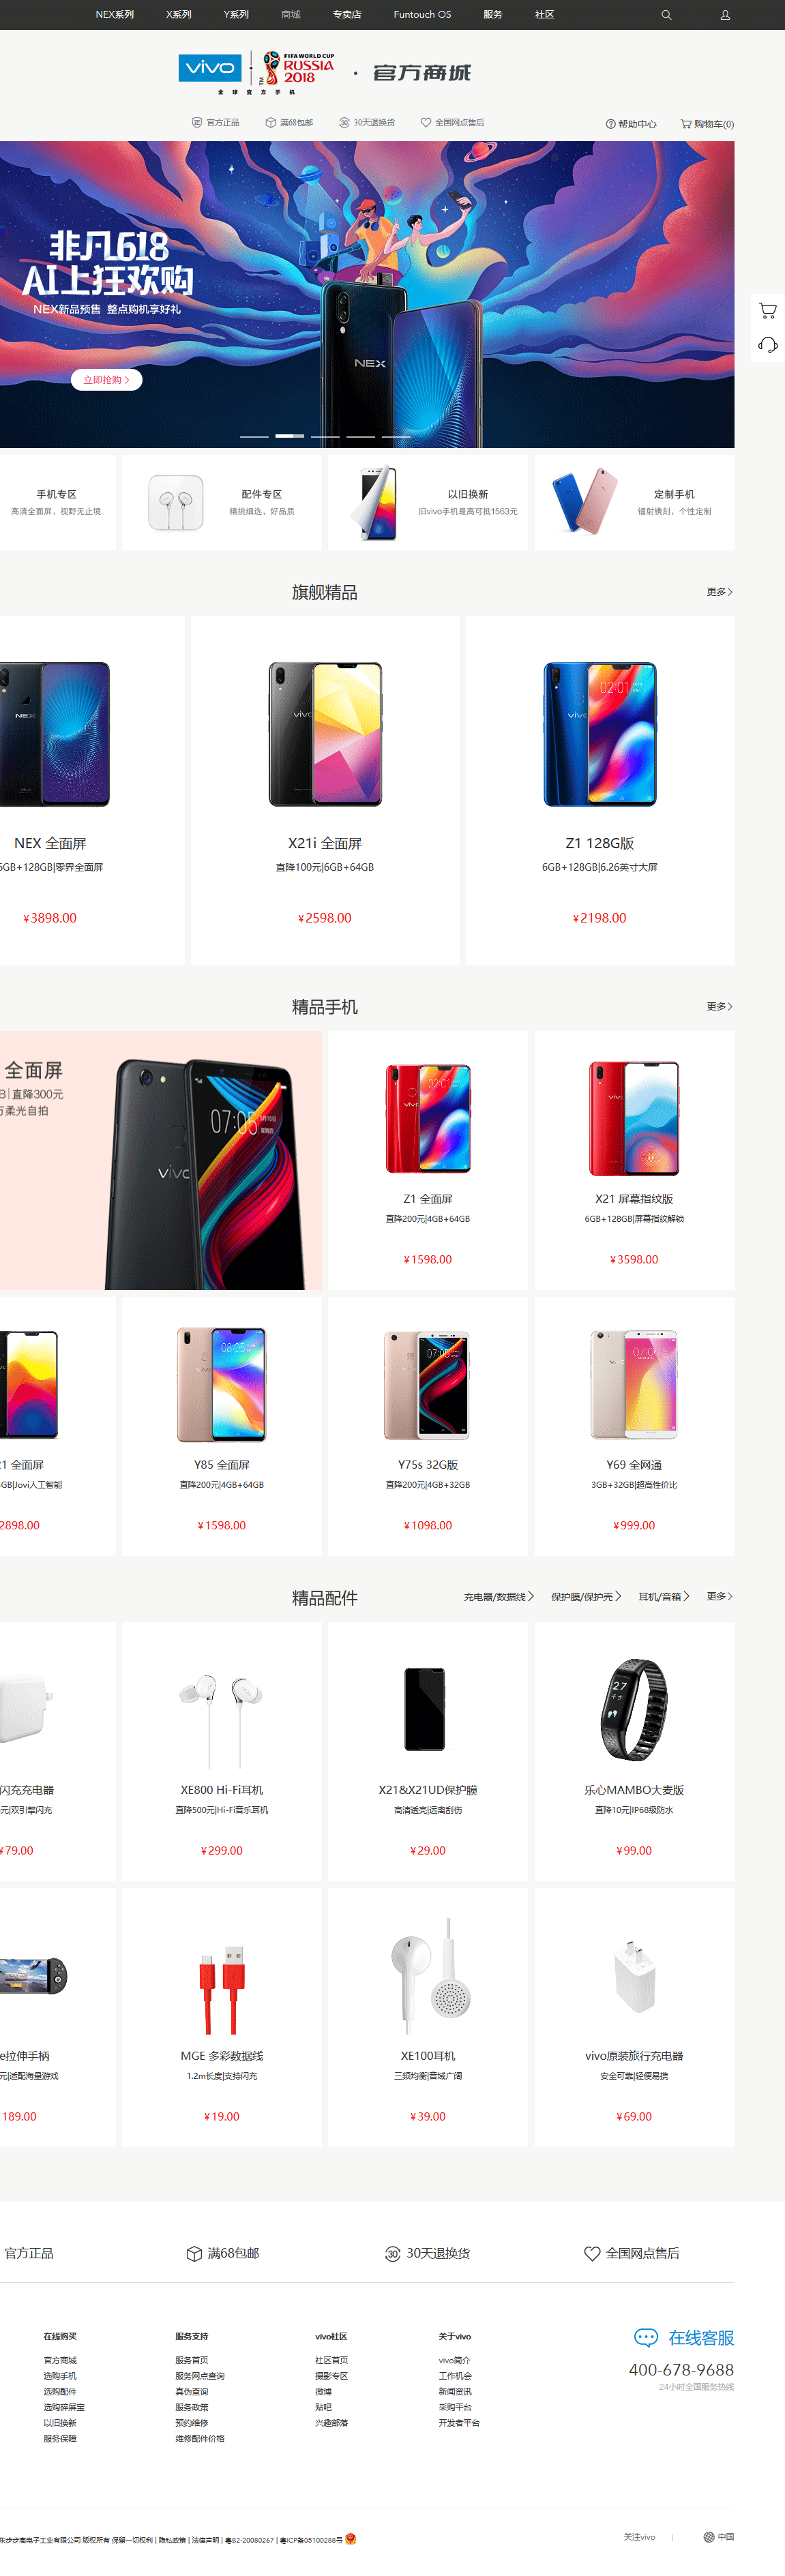 NEX系列 X系列 Y系列 商城 专卖店 Funtouch OS 服务 社区
vivo FIFA WORLD CUP RUSSIA 2018 TM · 官方商城
全球官方手机
官方正品 满68包邮 30天退换货 全国网点售后 帮助中心 购物车(0)
非凡618
AI上狂欢购
NEX新品预售 整点购机享好礼
NEX
立即抢购
手机专区 配件专区 以旧换新 定制手机
高清全面屏，视野无止境 精挑细选，好品质 旧vivo手机最高可抵1563元 镭射镌刻，个性定制
旗舰精品 更多
NEX 全面屏 X21i 全面屏 Z1 128G版
6GB+128GB|零界全面屏 直降100元|6GB+64GB 6GB+128GB|6.26英寸大屏
¥3898.00 ¥2598.00 ¥2198.00
精品手机 更多
全面屏
B|直降300元
柔光自拍
07:05
vivo
Z1 全面屏 X21 屏幕指纹版
直降200元|4GB+64GB 6GB+128GB|屏幕指纹解锁
¥1598.00 ¥3598.00
21 全面屏 Y85 全面屏 Y75s 32G版 Y69 全网通
GB|Jovi人工智能 直降200元|4GB+64GB 直降200元|4GB+32GB 3GB+32GB|超高性价比
2898.00 ¥1598.00 ¥1098.00 ¥999.00
精品配件 充电器/数据线 保护膜/保护壳 耳机/音箱 更多
闪充充电器 XE800 Hi-Fi耳机 X21&X21UD保护膜 乐心MAMBO大麦版
元|双引擎闪充 直降500元|Hi-Fi音乐耳机 高清透亮|远离刮伤 直降10元|IP68级防水
¥79.00 ¥299.00 ¥29.00 ¥99.00
e拉伸手柄 MGE 多彩数据线 XE100耳机 vivo原装旅行充电器
元|适配海量游戏 1.2m长度|支持闪充 三频均衡|音域广阔 安全可靠|轻便易携
189.00 ¥19.00 ¥39.00 ¥69.00
官方正品 满68包邮 30天退换货 全国网点售后
在线购买 服务支持 vivo社区 关于vivo 在线客服
官方商城 服务首页 社区首页 vivo简介 400-678-9688
选购手机 服务网点查询 摄影专区 工作机会 24小时全国服务热线
选购配件 真伪查询 微博 新闻资讯
选购碎屏宝 服务政策 贴吧 采购平台
以旧换新 预约维修 兴趣部落 开发者平台
服务保障 维修配件价格
东步步高电子工业有限公司 版权所有 保留一切权利 | 隐私政策 | 法律声明 | 粤B2-20080267 | 粤ICP备05100288号 关注vivo | 中国